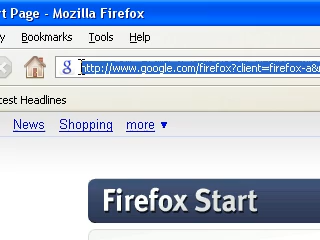 t Page - Mozilla Firefox
y Bookmarks Tools Help
g http://www.google.com/firefox?client=firefox-a&
test Headlines
News Shopping more ▼
Firefox Start